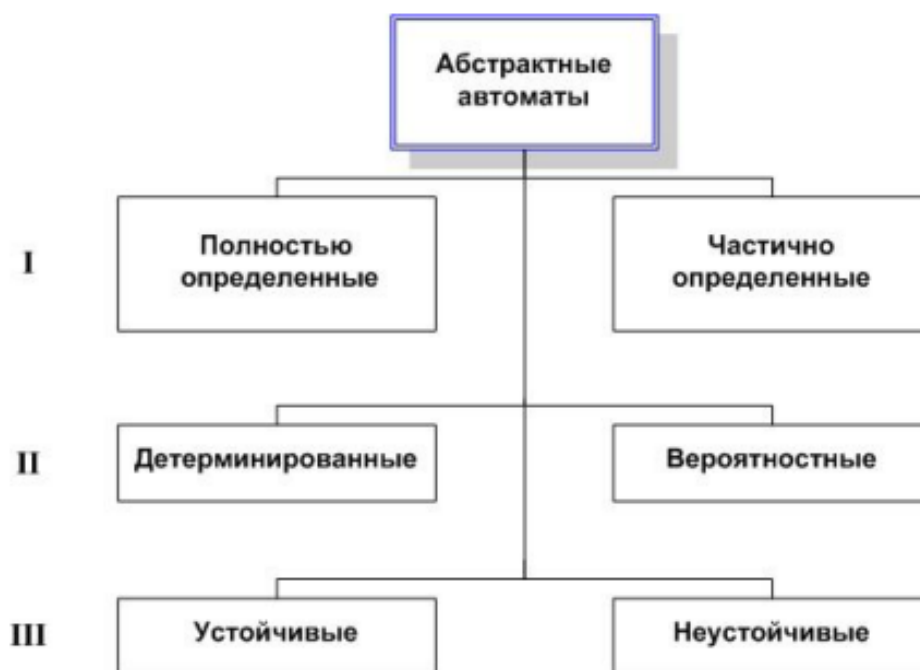 Абстрактные
автоматы
I
Полностью
определенные
Частично
определенные
II
Детерминированные
Вероятностные
III
Устойчивые
Неустойчивые